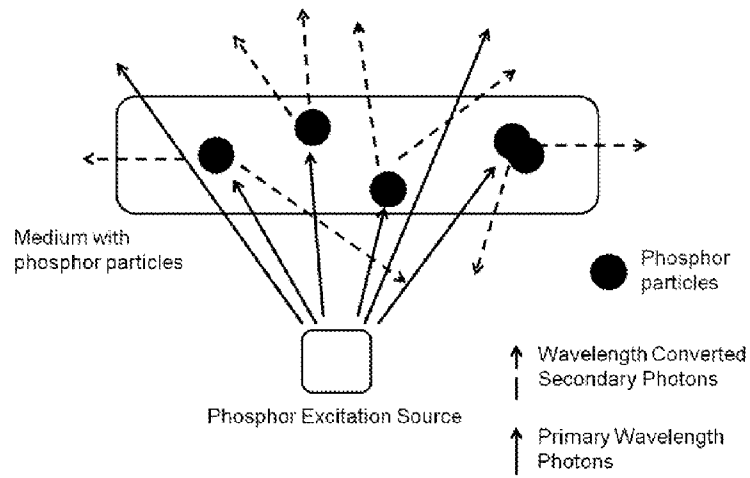 Medium with
phosphor particles
Phosphor
particles
Phosphor Excitation Source
Wavelength Converted
Secondary Photons
Primary Wavelength
Photons